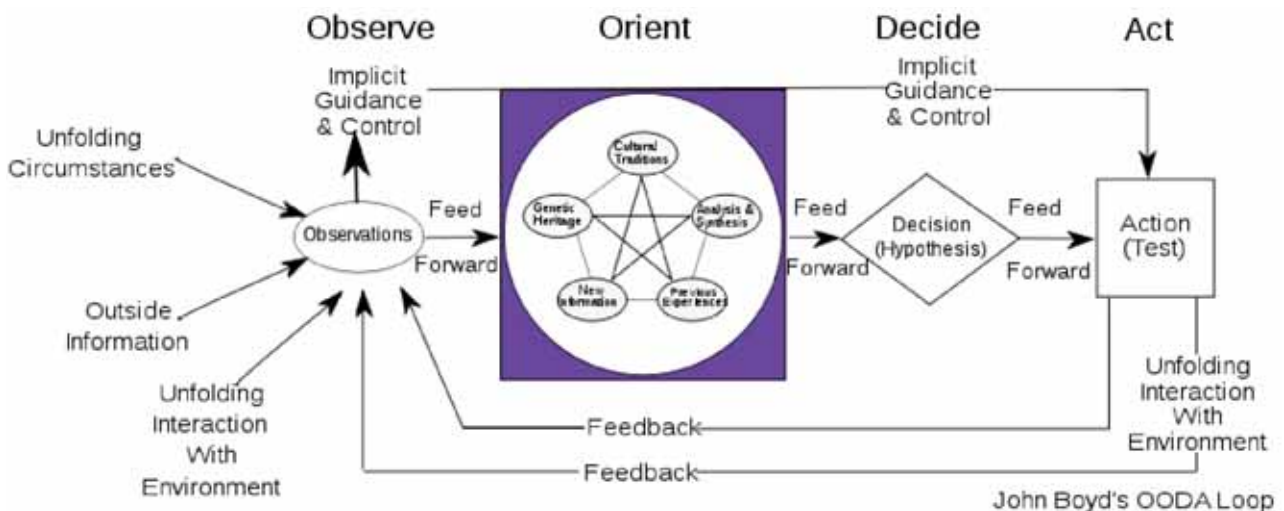 Observe
Orient
Decide
Act
Implicit
Guidance
& Control
Implicit
Guidance
& Control
Unfolding
Circumstances
Observations
Outside
Information
Unfolding
Interaction
With
Environment
Feed
Forward
Cultural
Traditions
Genetic
Heritage
Analysis &
Synthesis
New
Information
Previous
Experiences
Feed
Forward
Decision
(Hypothesis)
Feed
Forward
Action
(Test)
Unfolding
Interaction
With
Environment
Feedback
Feedback
John Boyd's OODA Loop